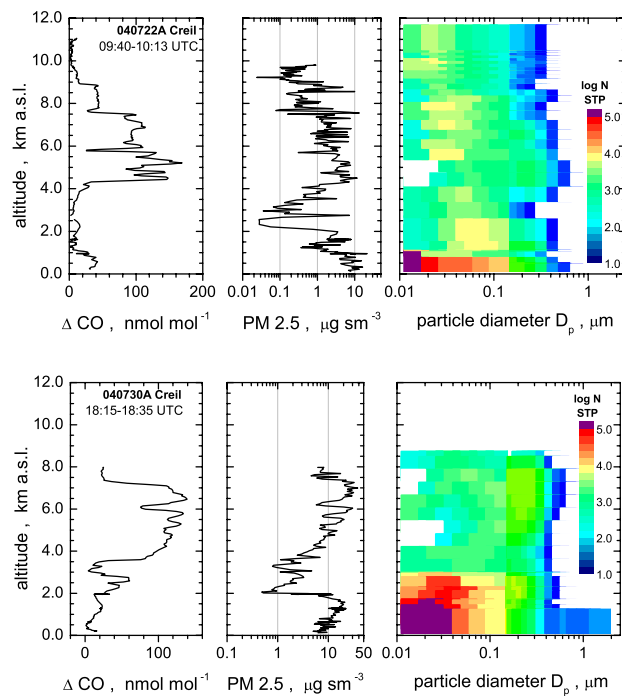 12.0
10.0
8.0
6.0
4.0
2.0
0.0
altitude , km a.s.l.
040722A Creil
09:40-10:13 UTC
0 100 200
Δ CO , nmol mol⁻¹
0.01 0.1 1 10
PM 2.5 , μg sm⁻³
log N
STP
5.0
4.0
3.0
2.0
1.0
0.01 0.1 1
particle diameter Dₚ , μm
12.0
10.0
8.0
6.0
4.0
2.0
0.0
altitude , km a.s.l.
040730A Creil
18:15-18:35 UTC
0 100
Δ CO , nmol mol⁻¹
0.1 1 10 50
PM 2.5 , μg sm⁻³
log N
STP
5.0
4.0
3.0
2.0
1.0
0.01 0.1 1
particle diameter Dₚ , μm